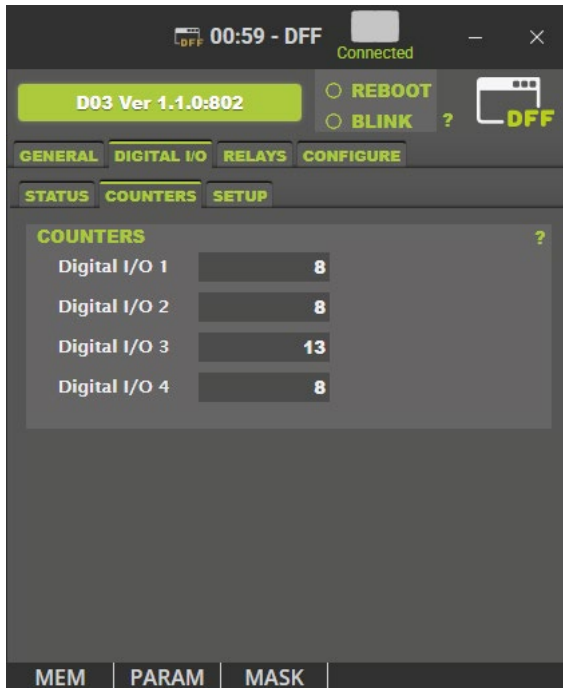 DFF 00:59 - DFF
Connected
D03 Ver 1.1.0:802
REBOOT
BLINK ?
DFF
GENERAL DIGITAL I/O RELAYS CONFIGURE
STATUS COUNTERS SETUP
COUNTERS ?
Digital I/O 1 8
Digital I/O 2 8
Digital I/O 3 13
Digital I/O 4 8
MEM PARAM MASK